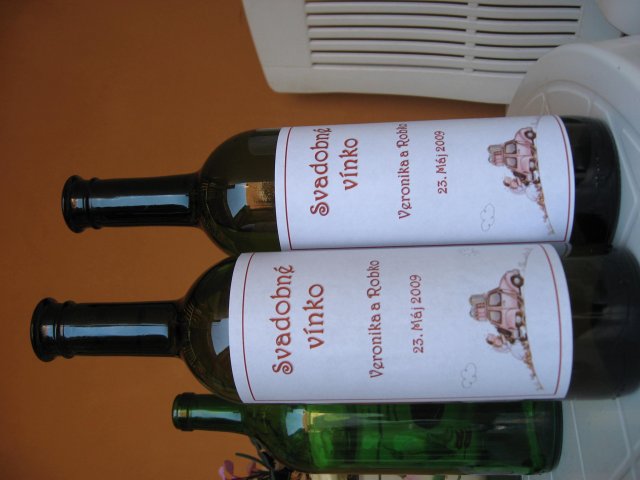 Svadobné
vínko
Veronika a Robko
23. Máj 2009
Svadobné
vínko
Veronika a Robko
23. Máj 2009